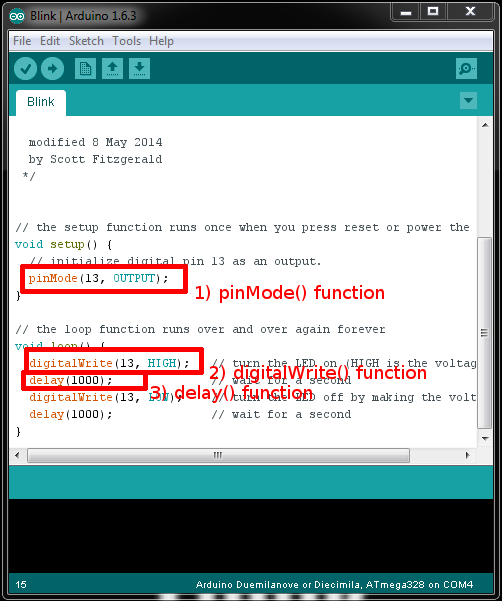 Blink | Arduino 1.6.3
File Edit Sketch Tools Help
Blink
modified 8 May 2014
by Scott Fitzgerald
*/
// the setup function runs once when you press reset or power the
void setup() {
// initialize digital pin 13 as an output.
pinMode(13, OUTPUT);
1) pinMode() function
}
// the loop function runs over and over again forever
void loop() {
digitalWrite(13, HIGH); // turn the LED on (HIGH is the voltag
2) digitalWrite() function
delay(1000); // wait for a second
3) delay() function
digitalWrite(13, LOW); // turn the LED off by making the volt
delay(1000); // wait for a second
}
15 Arduino Duemilanove or Diecimila, ATmega328 on COM4